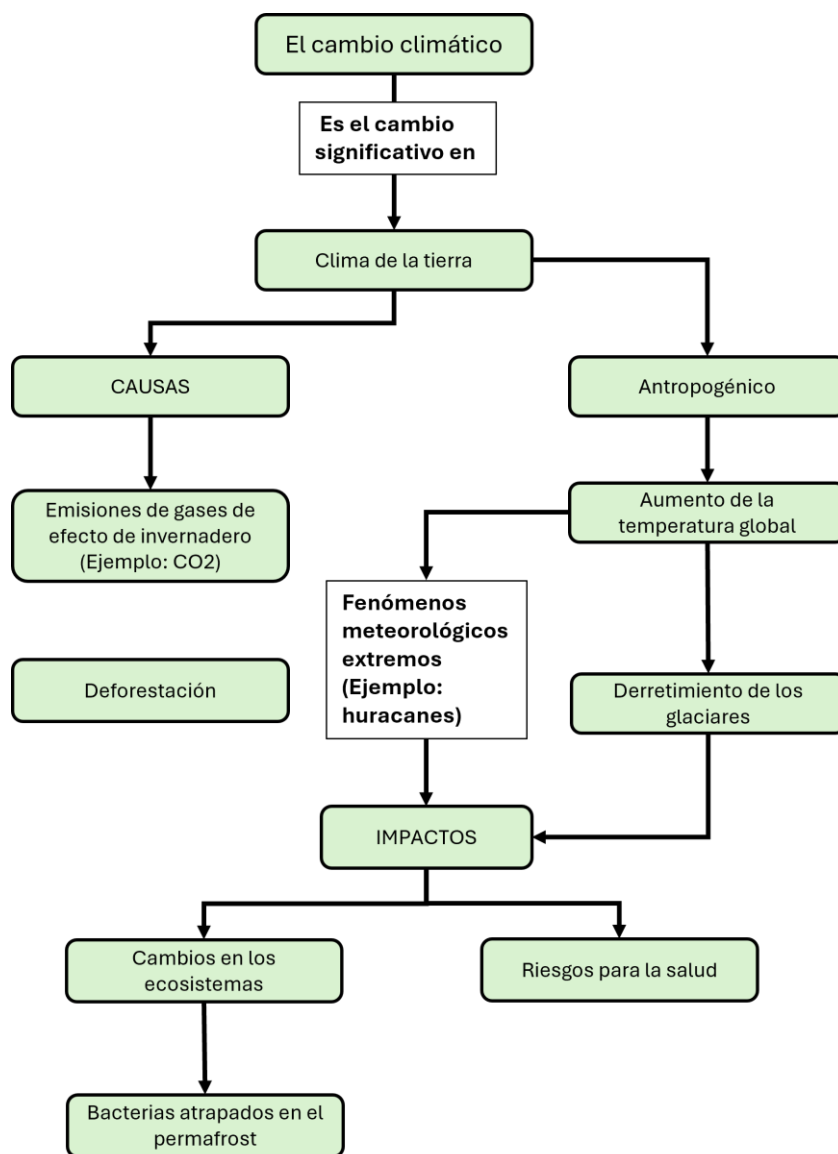 El cambio climático
Es el cambio
significativo en
Clima de la tierra
CAUSAS
Antropogénico
Emisiones de gases de
efecto de invernadero
(Ejemplo: CO2)
Aumento de la
temperatura global
Fenómenos
meteorológicos
extremos
(Ejemplo:
huracanes)
Deforestación
Derretimiento de los
glaciares
IMPACTOS
Cambios en los
ecosistemas
Riesgos para la salud
Bacterias atrapados en el
permafrost